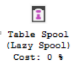 Table Spool
(Lazy Spool)
Cost: 0 %